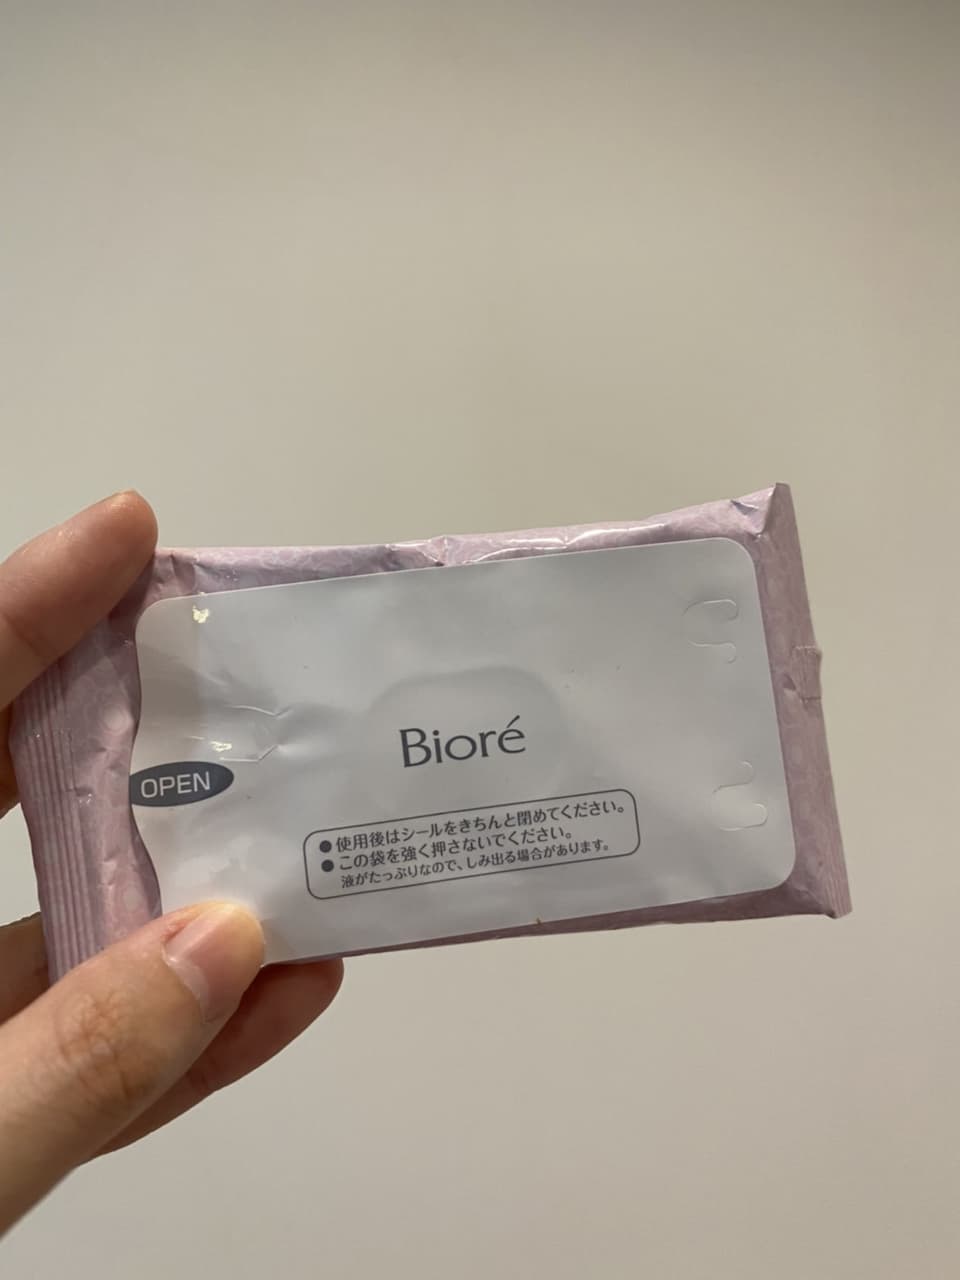 Bioré
OPEN
●使用後はシールをきちんと閉めてください。
●この袋を強く押さないでください。
液がたっぷりなので、しみ出る場合があります。